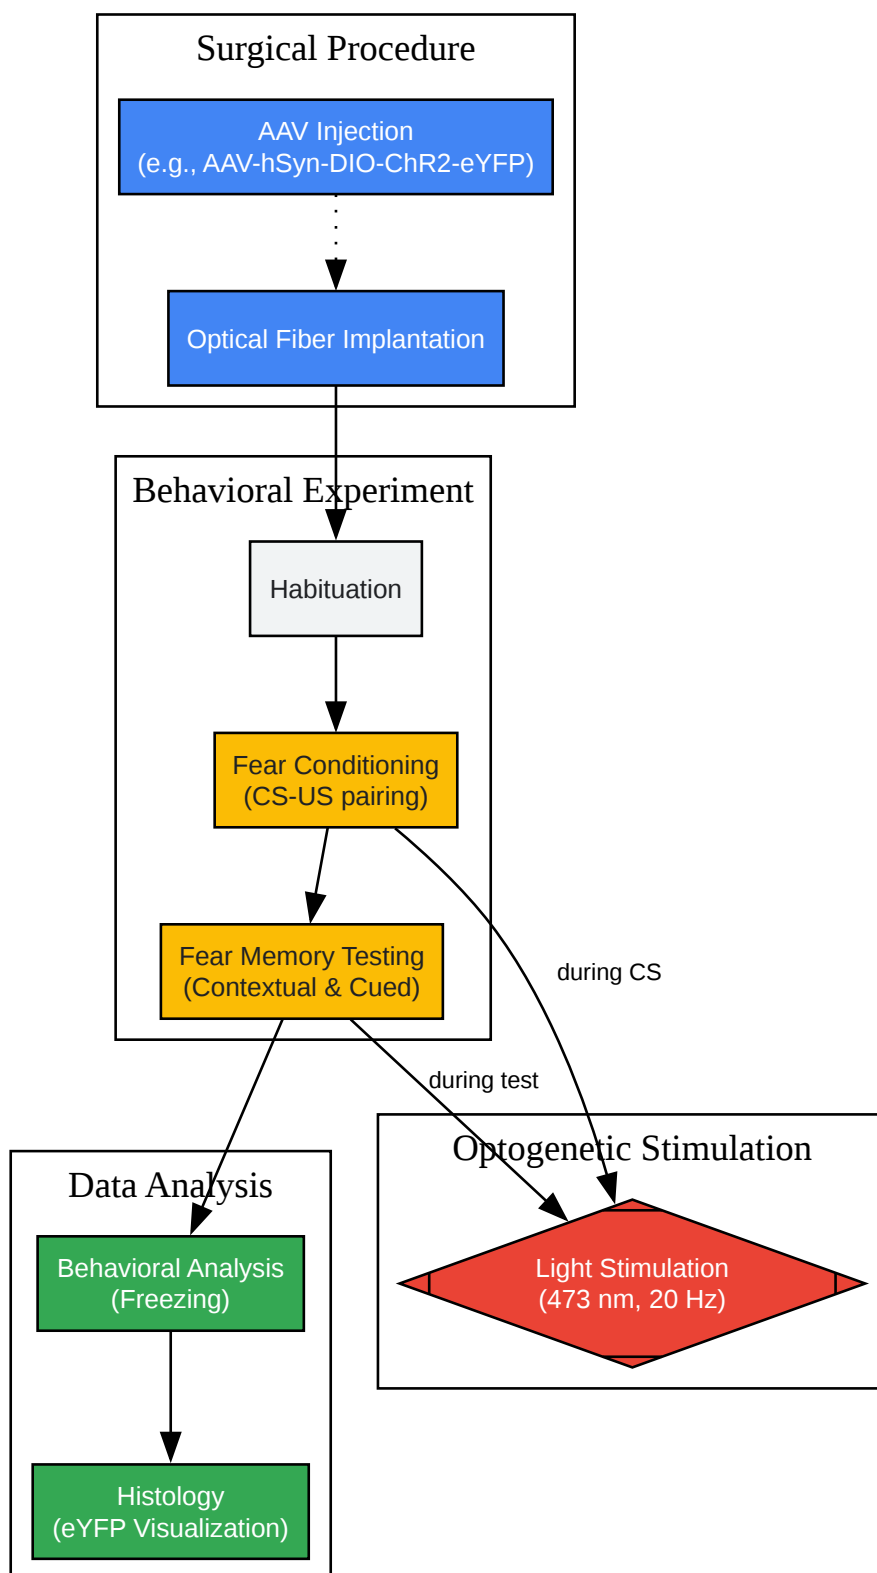 Surgical Procedure
AAV Injection
(e.g., AAV-hSyn-DIO-ChR2-eYFP)
Optical Fiber Implantation
Behavioral Experiment
Habituation
Fear Conditioning
(CS-US pairing)
Fear Memory Testing
(Contextual & Cued)
during CS
during test
Optogenetic Stimulation
Light Stimulation
(473 nm, 20 Hz)
Data Analysis
Behavioral Analysis
(Freezing)
Histology
(eYFP Visualization)